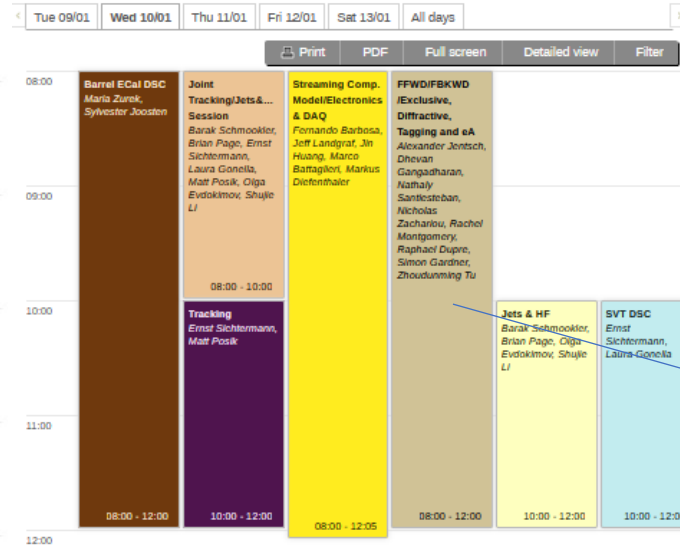 Tue 09/01 Wed 10/01 Thu 11/01 Fri 12/01 Sat 13/01 All days
Print PDF Full screen Detailed view Filter
08:00
09:00
10:00
11:00
12:00
Barrel ECal DSC
Maria Zurek,
Sylvester Joosten
08:00 - 12:00
Joint
Tracking/Jets&...
Session
Barak Schmookler,
Brian Page, Ernst
Sichtermann,
Laura Gonella,
Matt Posik, Olga
Evdokimov, Shujie
Li
08:00 - 10:00
Tracking
Ernst Sichtermann,
Matt Posik
10:00 - 12:00
Streaming Comp.
Model/Electronics
& DAQ
Fernando Barbosa,
Jeff Landgraf, Jin
Huang, Marco
Battaglieri, Markus
Diefenthaler
08:00 - 12:05
FFWD/FBKWD
/Exclusive,
Diffractive,
Tagging and eA
Alexander Jentsch,
Dhevan
Gangadharan,
Nathaly
Santiesteban,
Nicholas
Zachariou, Rachel
Montgomery,
Raphael Dupre,
Simon Gardner,
Zhoudunming Tu
08:00 - 12:00
Jets & HF
Barak Schmookler,
Brian Page, Olga
Evdokimov, Shujie
Li
10:00 - 12:00
SVT DSC
Ernst
Sichtermann,
Laura Gonella
10:00 - 12:0